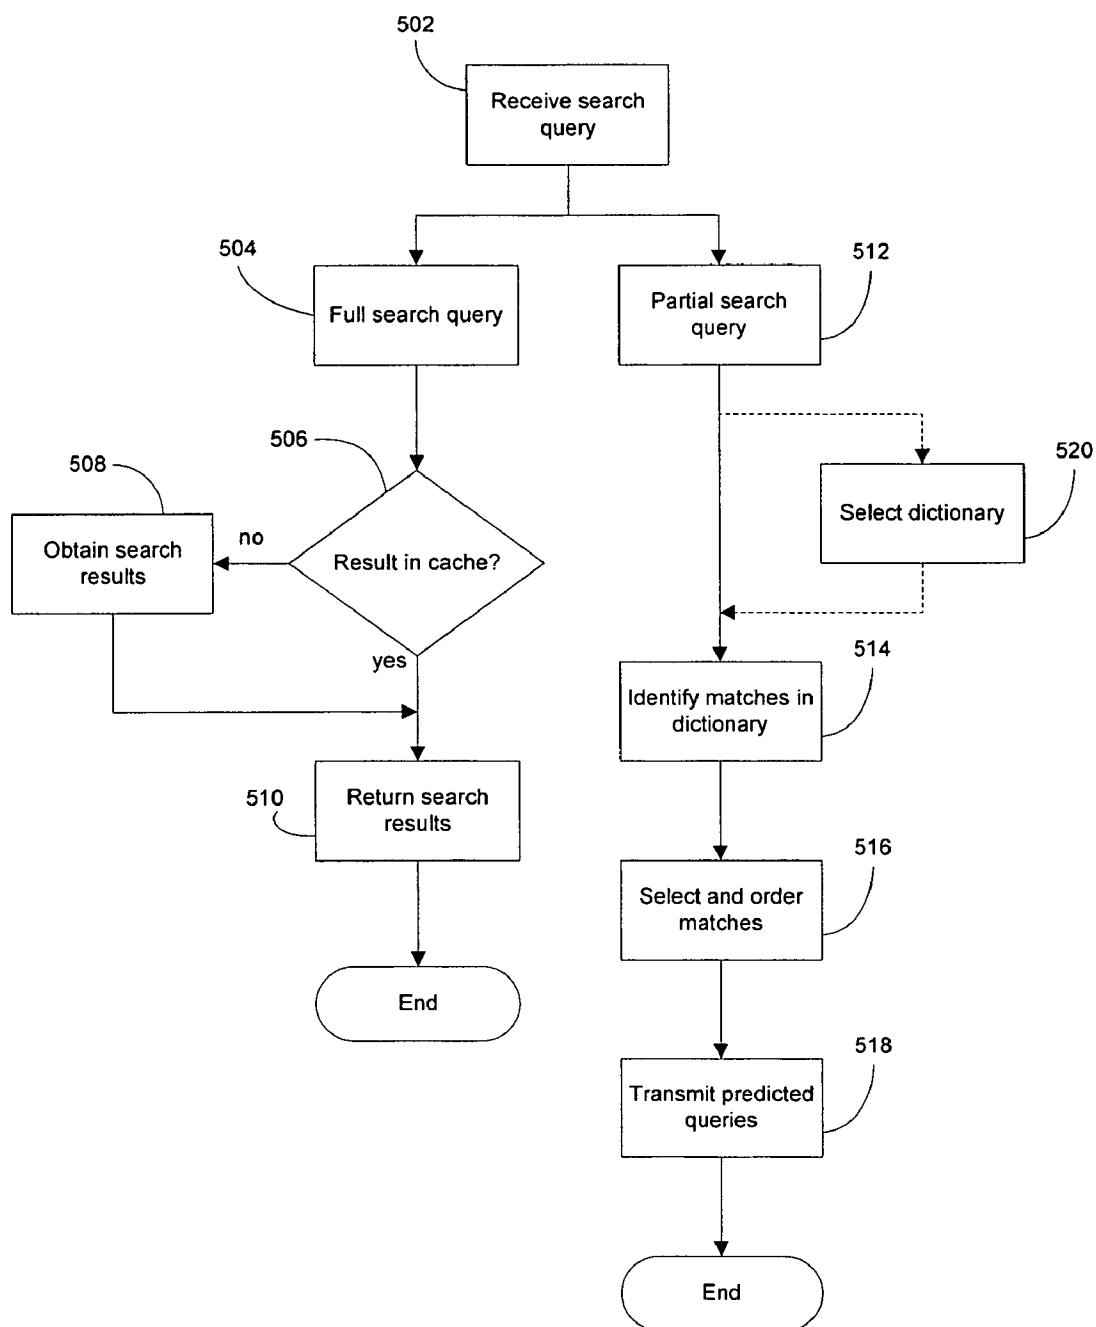 502
Receive search
query
504
Full search query
512
Partial search
query
506
508
520
Select dictionary
no
Obtain search
results
Result in cache?
yes
514
Identify matches in
dictionary
510
Return search
results
516
Select and order
matches
End
518
Transmit predicted
queries
End